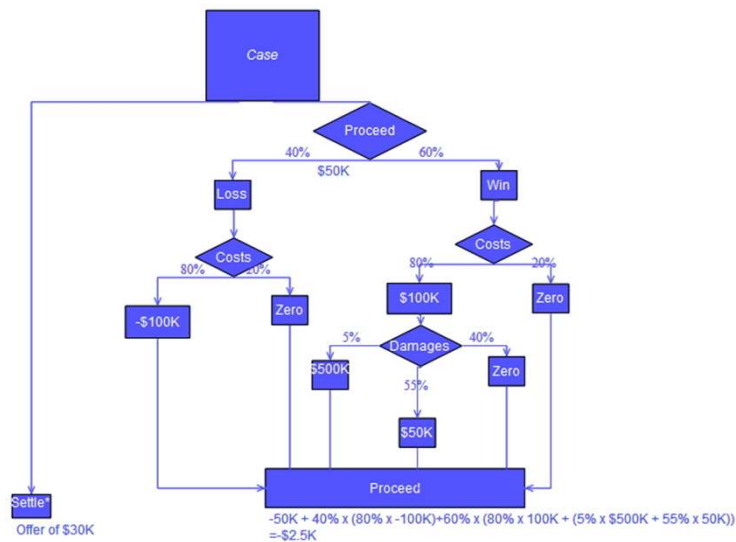 Case
Proceed
40%
60%
$50K
Loss
Win
Costs
Costs
80%
20%
80%
20%
-$100K
Zero
$100K
Zero
Damages
5%
40%
$500K
Zero
55%
$50K
Proceed
Settle*
Offer of $30K
-50K + 40% x (80% x -100K)+60% x (80% x 100K + (5% x $500K + 55% x 50K))
=-$2.5K